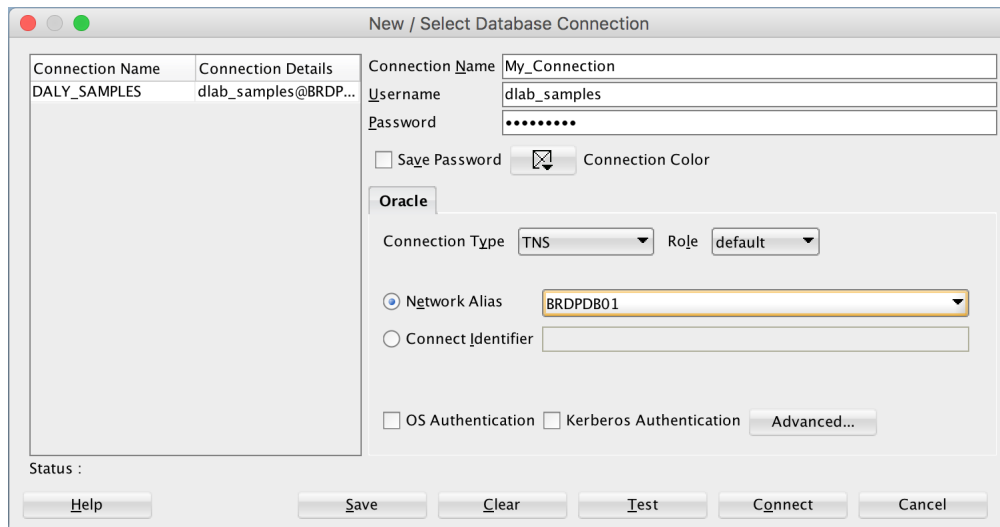 New / Select Database Connection
Connection Name Connection Details
DALY_SAMPLES dlab_samples@BRDP...
Connection Name My_Connection
Username dlab_samples
Password •••••••••
Save Password Connection Color
Oracle
Connection Type TNS Role default
Network Alias BRDPDB01
Connect Identifier
OS Authentication Kerberos Authentication Advanced...
Status :
Help Save Clear Test Connect Cancel